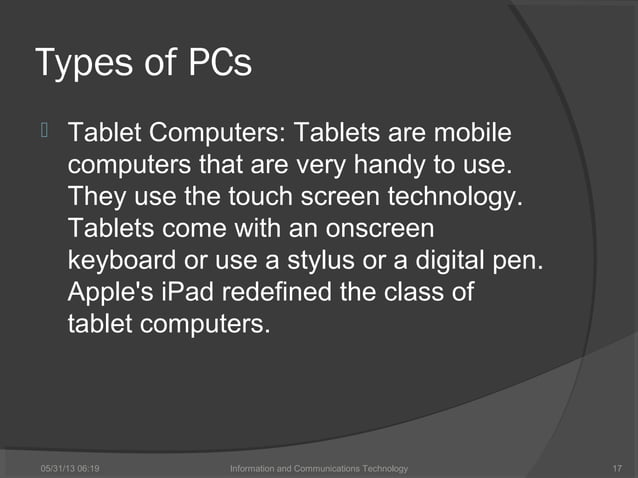 Types of PCs
Tablet Computers: Tablets are mobile
computers that are very handy to use.
They use the touch screen technology.
Tablets come with an onscreen
keyboard or use a stylus or a digital pen.
Apple's iPad redefined the class of
tablet computers.
05/31/13 06:19 Information and Communications Technology 17